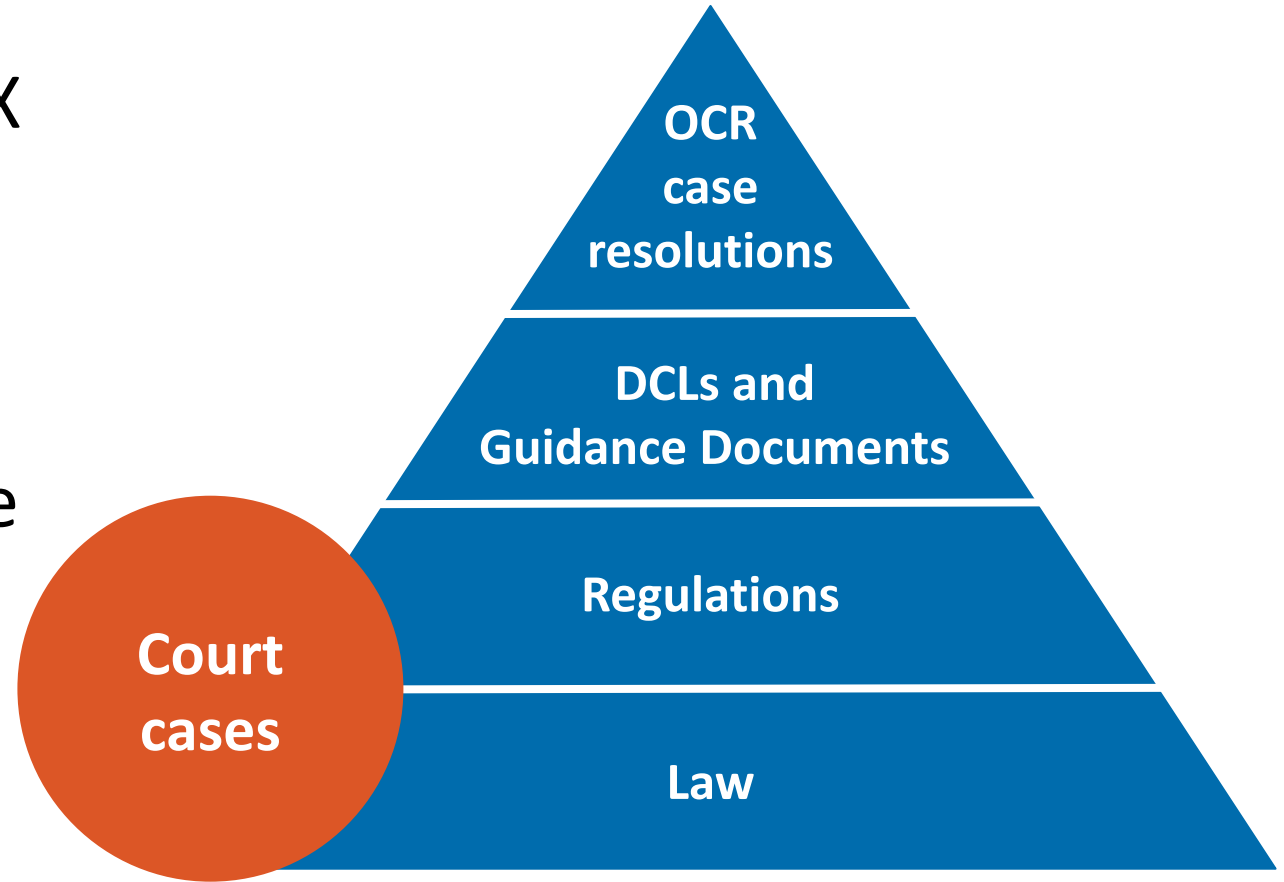 X
OCR
case
resolutions
DCLs and
Guidance Documents
e
Regulations
Court
cases
Law